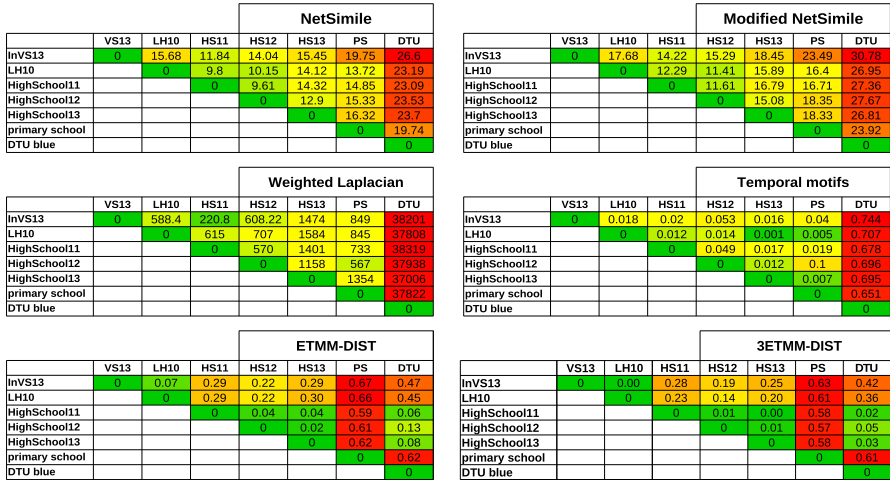 NetSimile
VS13 LH10 HS11 HS12 HS13 PS DTU
InVS13 0 15.68 11.84 14.04 15.45 19.75 26.6
LH10 0 9.8 10.15 14.12 13.72 23.19
HighSchool11 0 9.61 14.32 14.85 23.09
HighSchool12 0 12.9 15.33 23.53
HighSchool13 0 16.32 23.7
primary school 0 19.74
DTU blue 0
Modified NetSimile
VS13 LH10 HS11 HS12 HS13 PS DTU
InVS13 0 17.68 14.22 15.29 18.45 23.49 30.78
LH10 0 12.29 11.41 15.89 16.4 26.95
HighSchool11 0 11.61 16.79 16.71 27.36
HighSchool12 0 15.08 18.35 27.67
HighSchool13 0 18.33 26.81
primary school 0 23.92
DTU blue 0
Weighted Laplacian
VS13 LH10 HS11 HS12 HS13 PS DTU
InVS13 0 588.4 220.8 608.22 1474 849 38201
LH10 0 615 707 1584 845 37808
HighSchool11 0 570 1401 733 38319
HighSchool12 0 1158 567 37938
HighSchool13 0 1354 37006
primary school 0 37822
DTU blue 0
Temporal motifs
VS13 LH10 HS11 HS12 HS13 PS DTU
InVS13 0 0.018 0.02 0.053 0.016 0.04 0.744
LH10 0 0.012 0.014 0.001 0.005 0.707
HighSchool11 0 0.049 0.017 0.019 0.678
HighSchool12 0 0.012 0.1 0.696
HighSchool13 0 0.007 0.695
primary school 0 0.651
DTU blue 0
ETMM-DIST
VS13 LH10 HS11 HS12 HS13 PS DTU
InVS13 0 0.07 0.29 0.22 0.29 0.67 0.47
LH10 0 0.29 0.22 0.30 0.66 0.45
HighSchool11 0 0.04 0.04 0.59 0.06
HighSchool12 0 0.02 0.61 0.13
HighSchool13 0 0.62 0.08
primary school 0 0.62
DTU blue 0
3ETMM-DIST
VS13 LH10 HS11 HS12 HS13 PS DTU
InVS13 0 0.00 0.28 0.19 0.25 0.63 0.42
LH10 0 0.23 0.14 0.20 0.61 0.36
HighSchool11 0 0.01 0.00 0.58 0.02
HighSchool12 0 0.01 0.57 0.05
HighSchool13 0 0.58 0.03
primary school 0 0.61
DTU blue 0